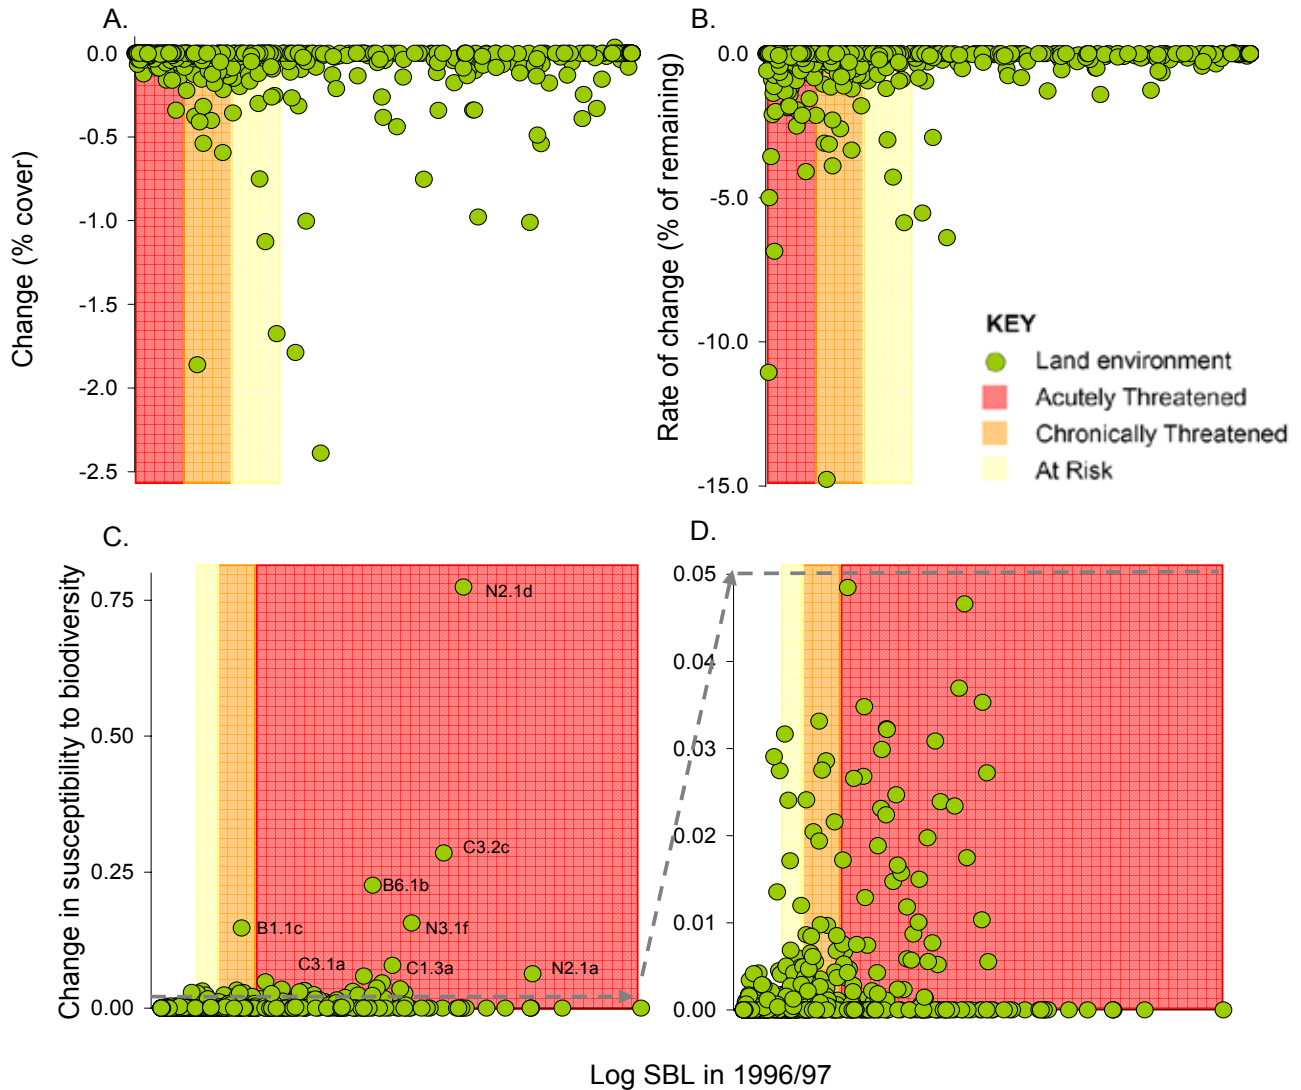 A.
0.0
-0.5
-1.0
-1.5
-2.0
-2.5
Change (% cover)
B.
0.0
-5.0
-10.0
-15.0
Rate of change (% of remaining)
KEY
Land environment
Acutely Threatened
Chronically Threatened
At Risk
C.
0.75
0.50
0.25
0.00
Change in susceptibility to biodiversity
N2.1d
C3.2c
B6.1b
N3.1f
B1.1c
C3.1a
C1.3a
N2.1a
D.
0.05
0.04
0.03
0.02
0.01
0.00
Log SBL in 1996/97